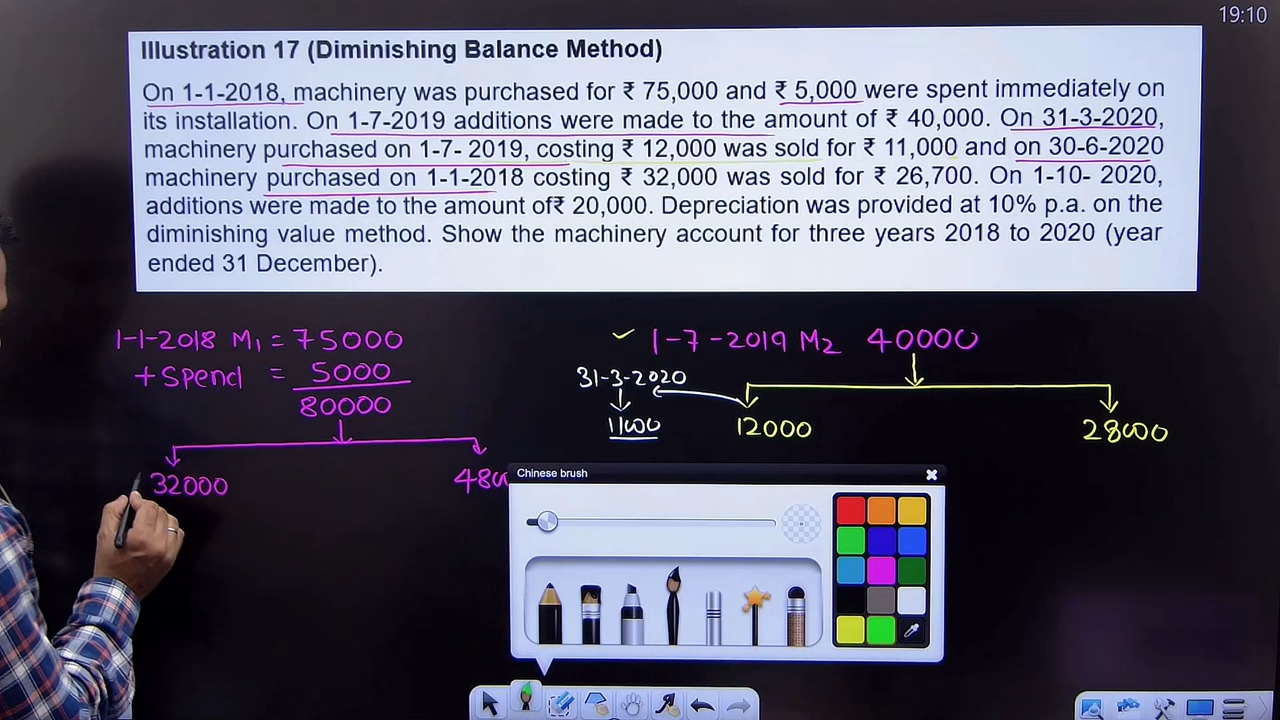 19:10
Illustration 17 (Diminishing Balance Method)
On 1-1-2018, machinery was purchased for ₹ 75,000 and ₹ 5,000 were spent immediately on
its installation. On 1-7-2019 additions were made to the amount of ₹ 40,000. On 31-3-2020,
machinery purchased on 1-7- 2019, costing ₹ 12,000 was sold for ₹ 11,000 and on 30-6-2020
machinery purchased on 1-1-2018 costing ₹ 32,000 was sold for ₹ 26,700. On 1-10- 2020,
additions were made to the amount of₹ 20,000. Depreciation was provided at 10% p.a. on the
diminishing value method. Show the machinery account for three years 2018 to 2020 (year
ended 31 December).
1-1-2018 M1 = 75000
+ Spend = 5000
80000
32000 480
✓ 1-7-2019 M2 40000
31-3-2020
11000 12000 28000
Chinese brush